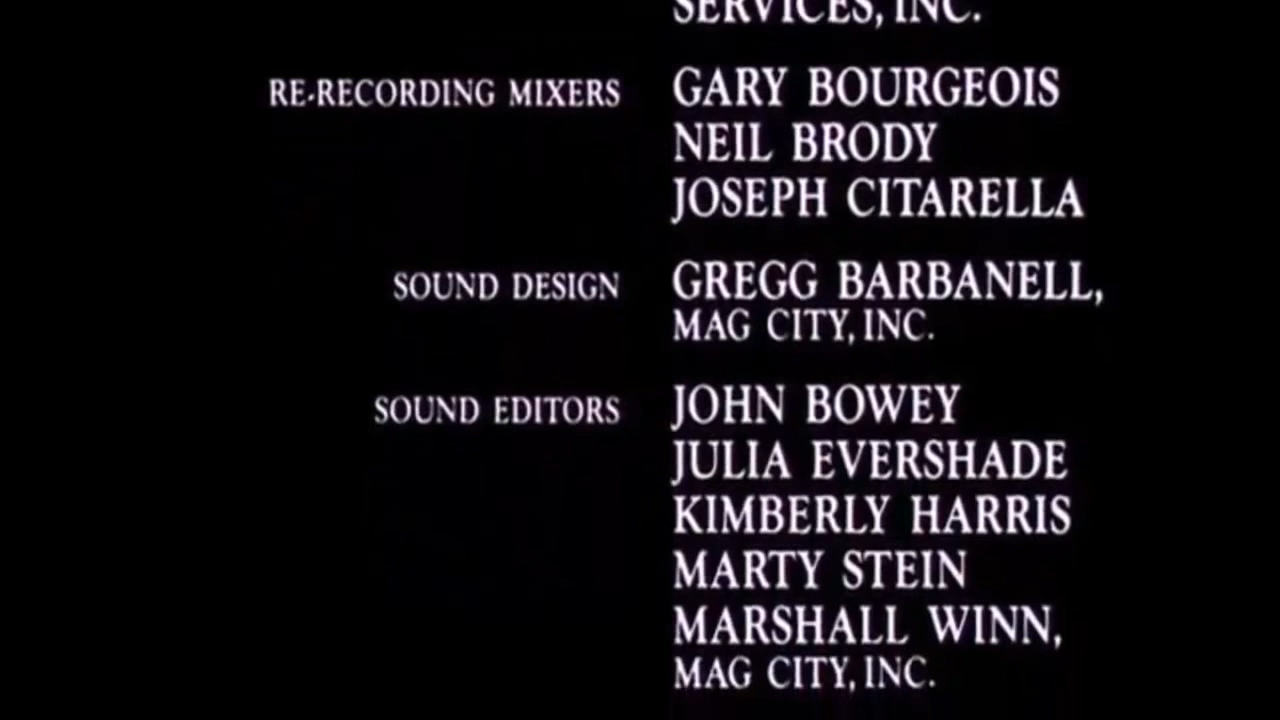 SERVICES, INC.
RE-RECORDING MIXERS GARY BOURGEOIS
NEIL BRODY
JOSEPH CITARELLA
SOUND DESIGN GREGG BARBANELL,
MAG CITY, INC.
SOUND EDITORS JOHN BOWEY
JULIA EVERSHADE
KIMBERLY HARRIS
MARTY STEIN
MARSHALL WINN,
MAG CITY, INC.